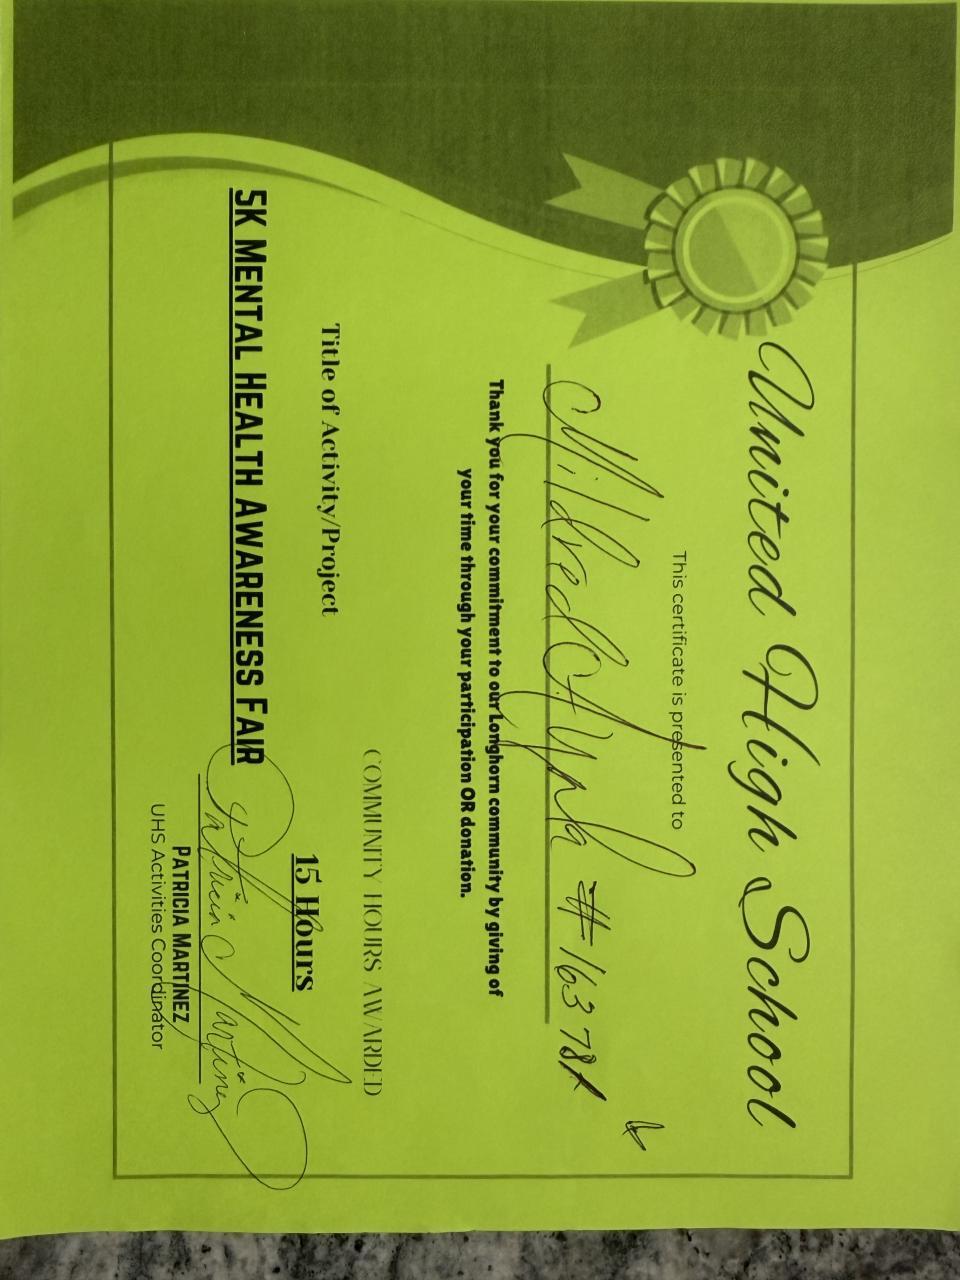 United High School
This certificate is presented to
Mildred
Thank you for your commitment to our Longhorn community by giving of
your time through your participation OR donation.
Title of Activity/Project
5K MENTAL HEALTH AWARENESS FAIR
COMMUNITY HOURS AWARDED
15 Hours
Patricia Martinez
PATRICIA MARTINEZ
UHS Activities Coordinator